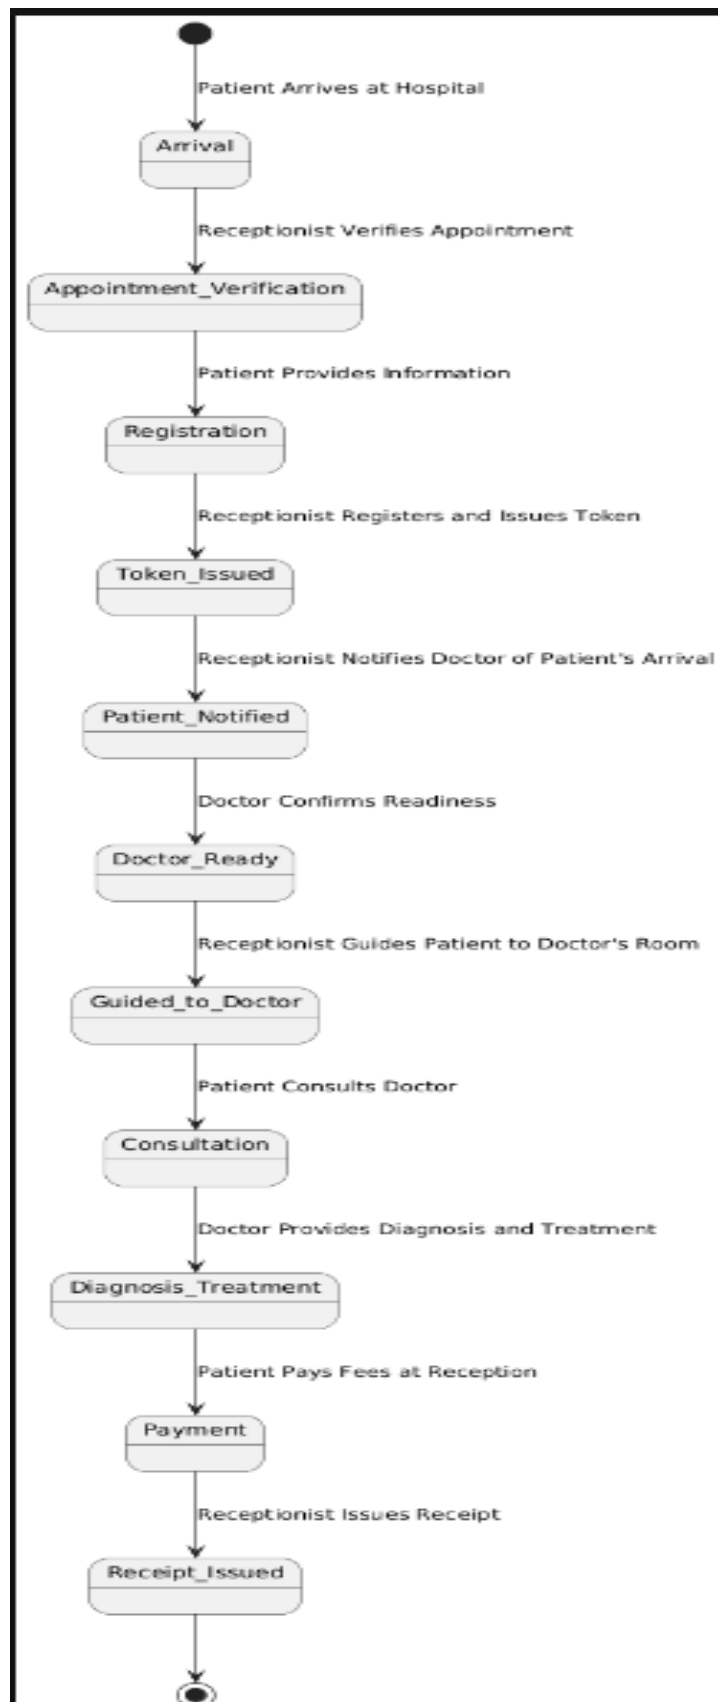 Patient Arrives at Hospital
Arrival
Receptionist Verifies Appointment
Appointment_Verification
Patient Provides Information
Registration
Receptionist Registers and Issues Token
Token_Issued
Receptionist Notifies Doctor of Patient's Arrival
Patient_Notified
Doctor Confirms Readiness
Doctor_Ready
Receptionist Guides Patient to Doctor's Room
Guided_to_Doctor
Patient Consults Doctor
Consultation
Doctor Provides Diagnosis and Treatment
Diagnosis_Treatment
Patient Pays Fees at Reception
Payment
Receptionist Issues Receipt
Receipt_Issued